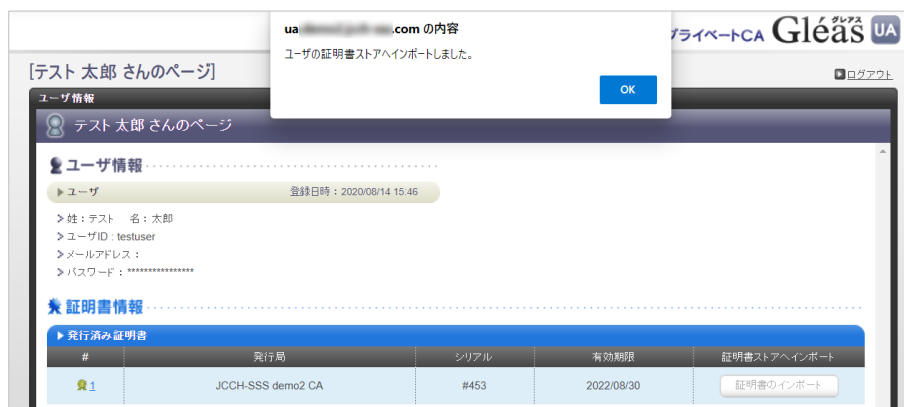 ua .com の内容
ユーザの証明書ストアへインポートしました。
OK
プライベートCA Gléas グレアス UA
[テスト 太郎 さんのページ]
ログアウト
ユーザ情報
テスト 太郎 さんのページ
ユーザ情報
ユーザ 登録日時：2020/08/14 15:46
姓：テスト 名：太郎
ユーザID : testuser
メールアドレス：
パスワード：***************
証明書情報
発行済み証明書
# 発行局 シリアル 有効期限 証明書ストアへインポート
1 JCCH-SSS demo2 CA #453 2022/08/30 証明書のインポート